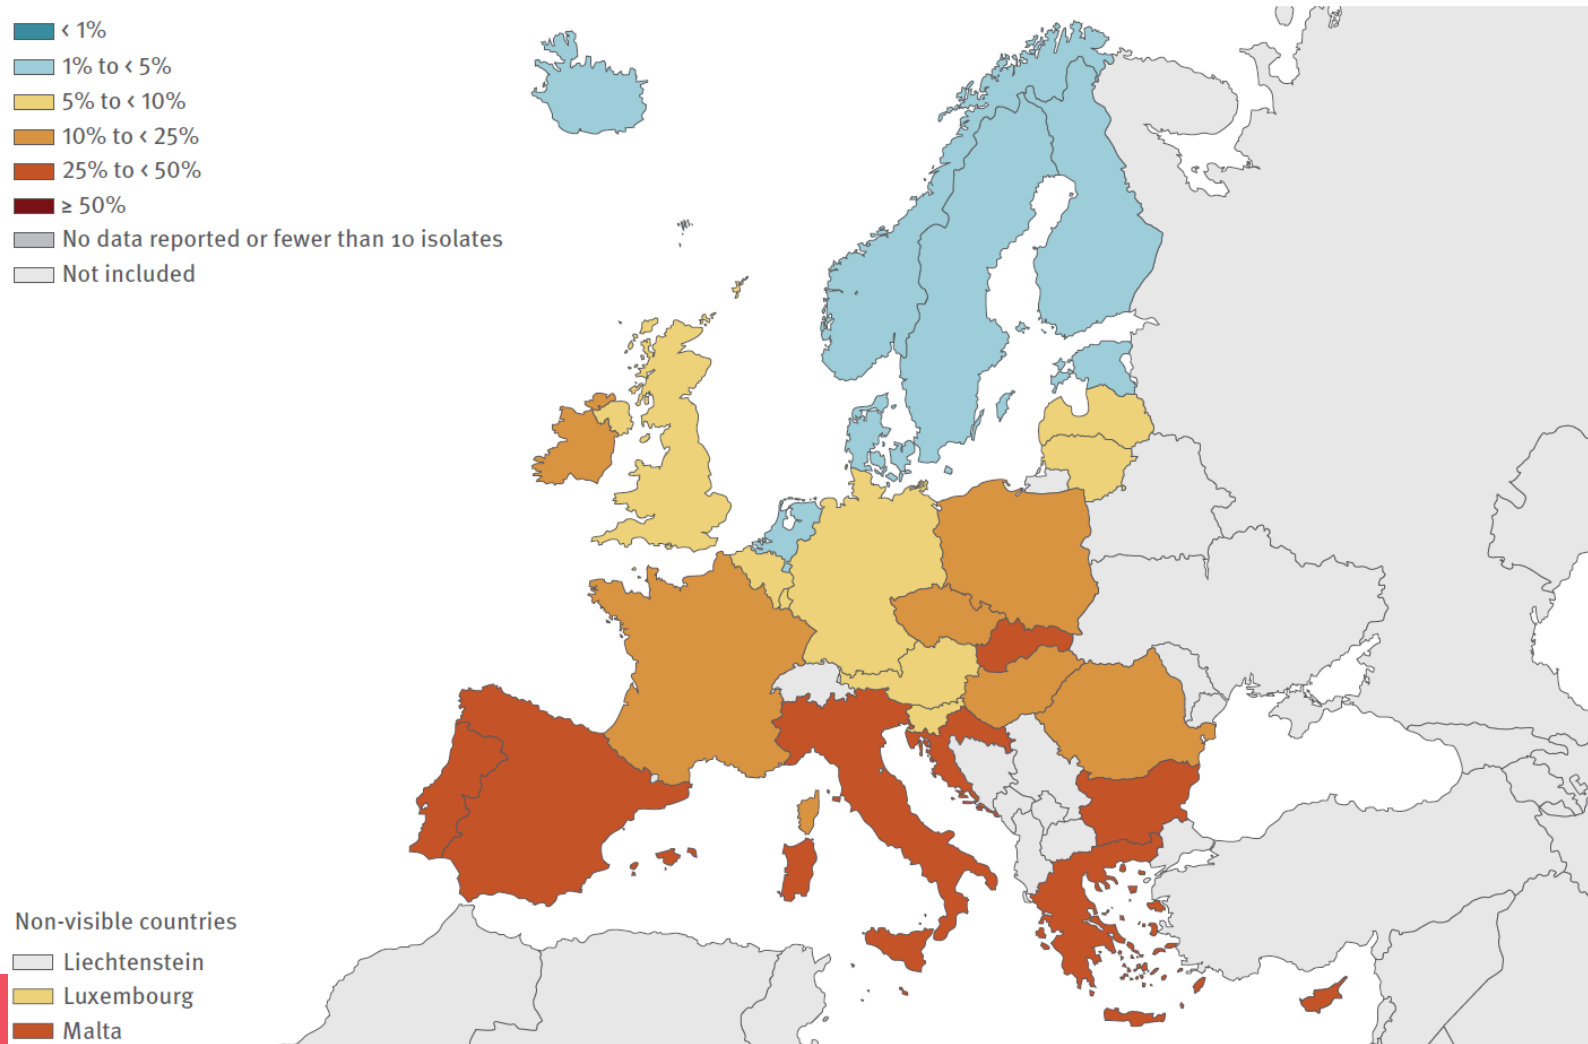 < 1%
1% to < 5%
5% to < 10%
10% to < 25%
25% to < 50%
≥ 50%
No data reported or fewer than 10 isolates
Not included
Non-visible countries
Liechtenstein
Luxembourg
Malta